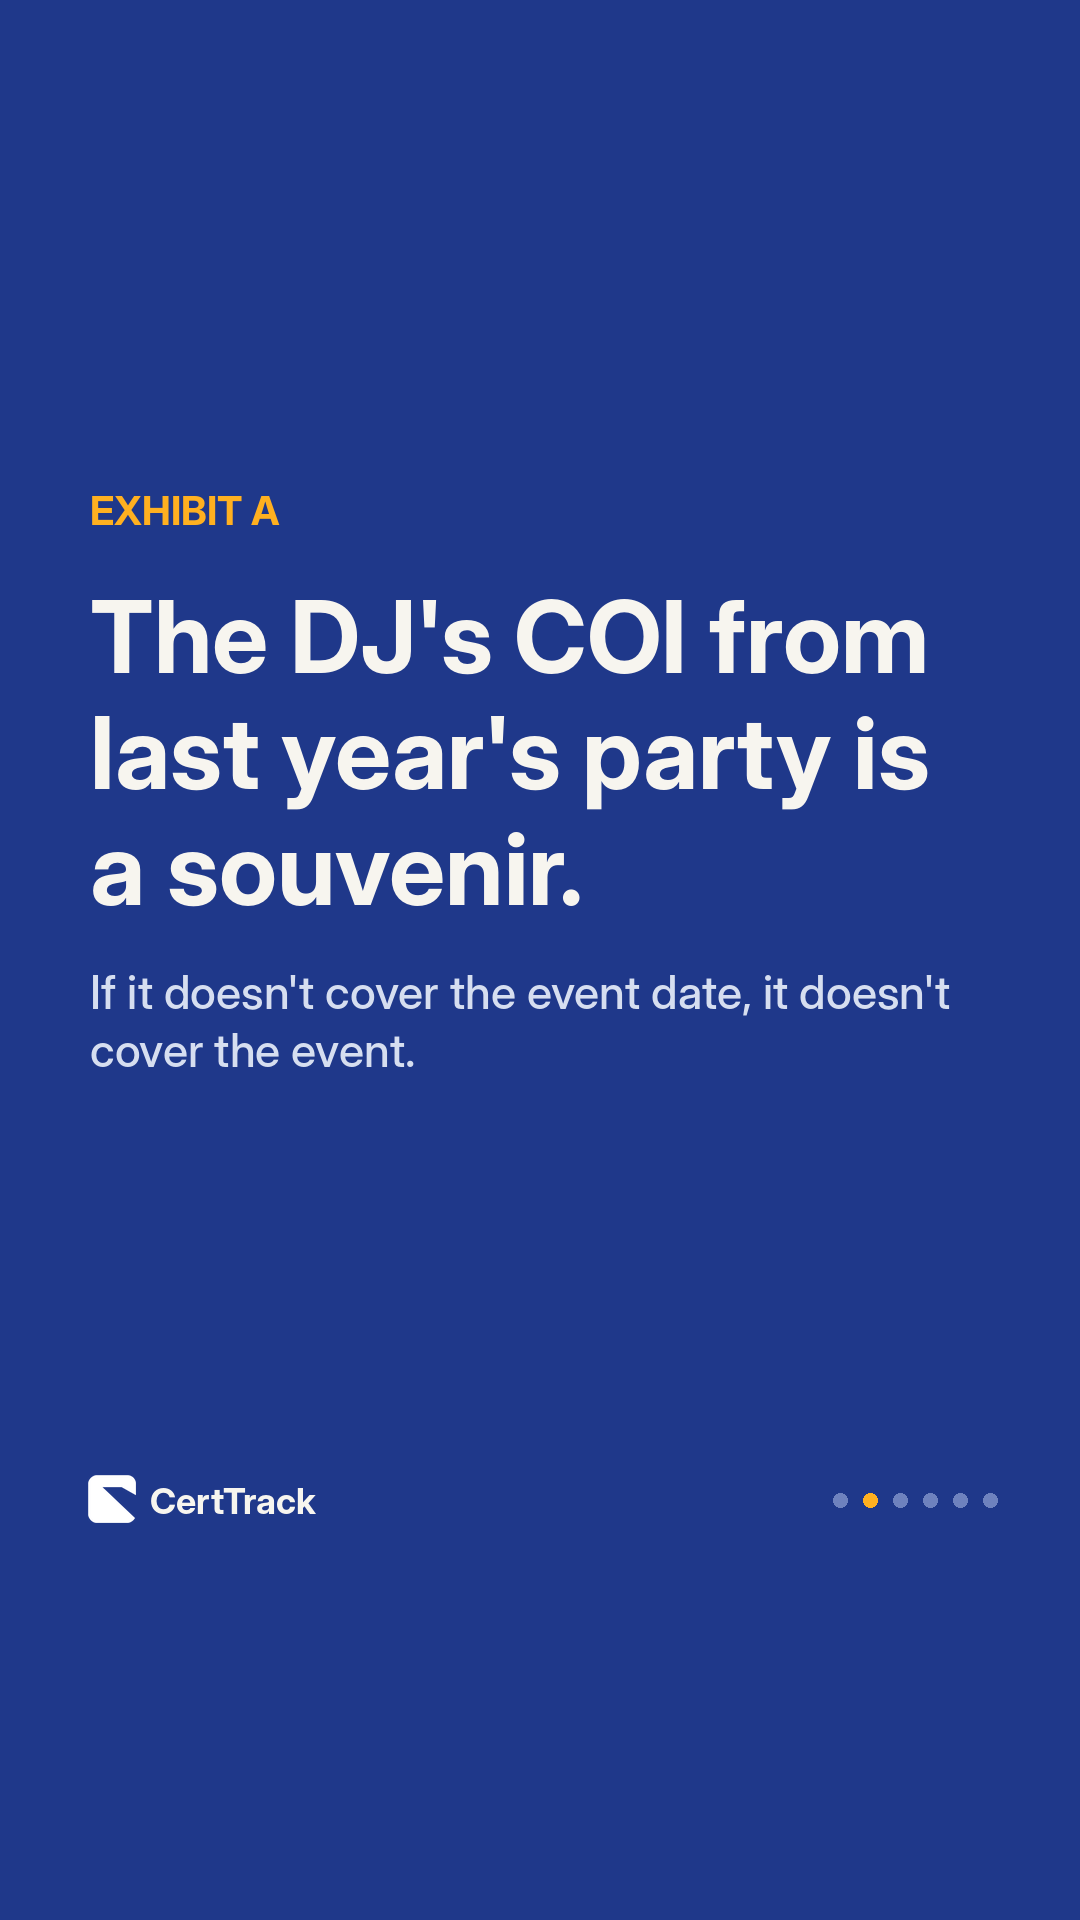 EXHIBIT A
The DJ's COI from
last year's party is
a souvenir.
If it doesn't cover the event date, it doesn't
cover the event.
CertTrack